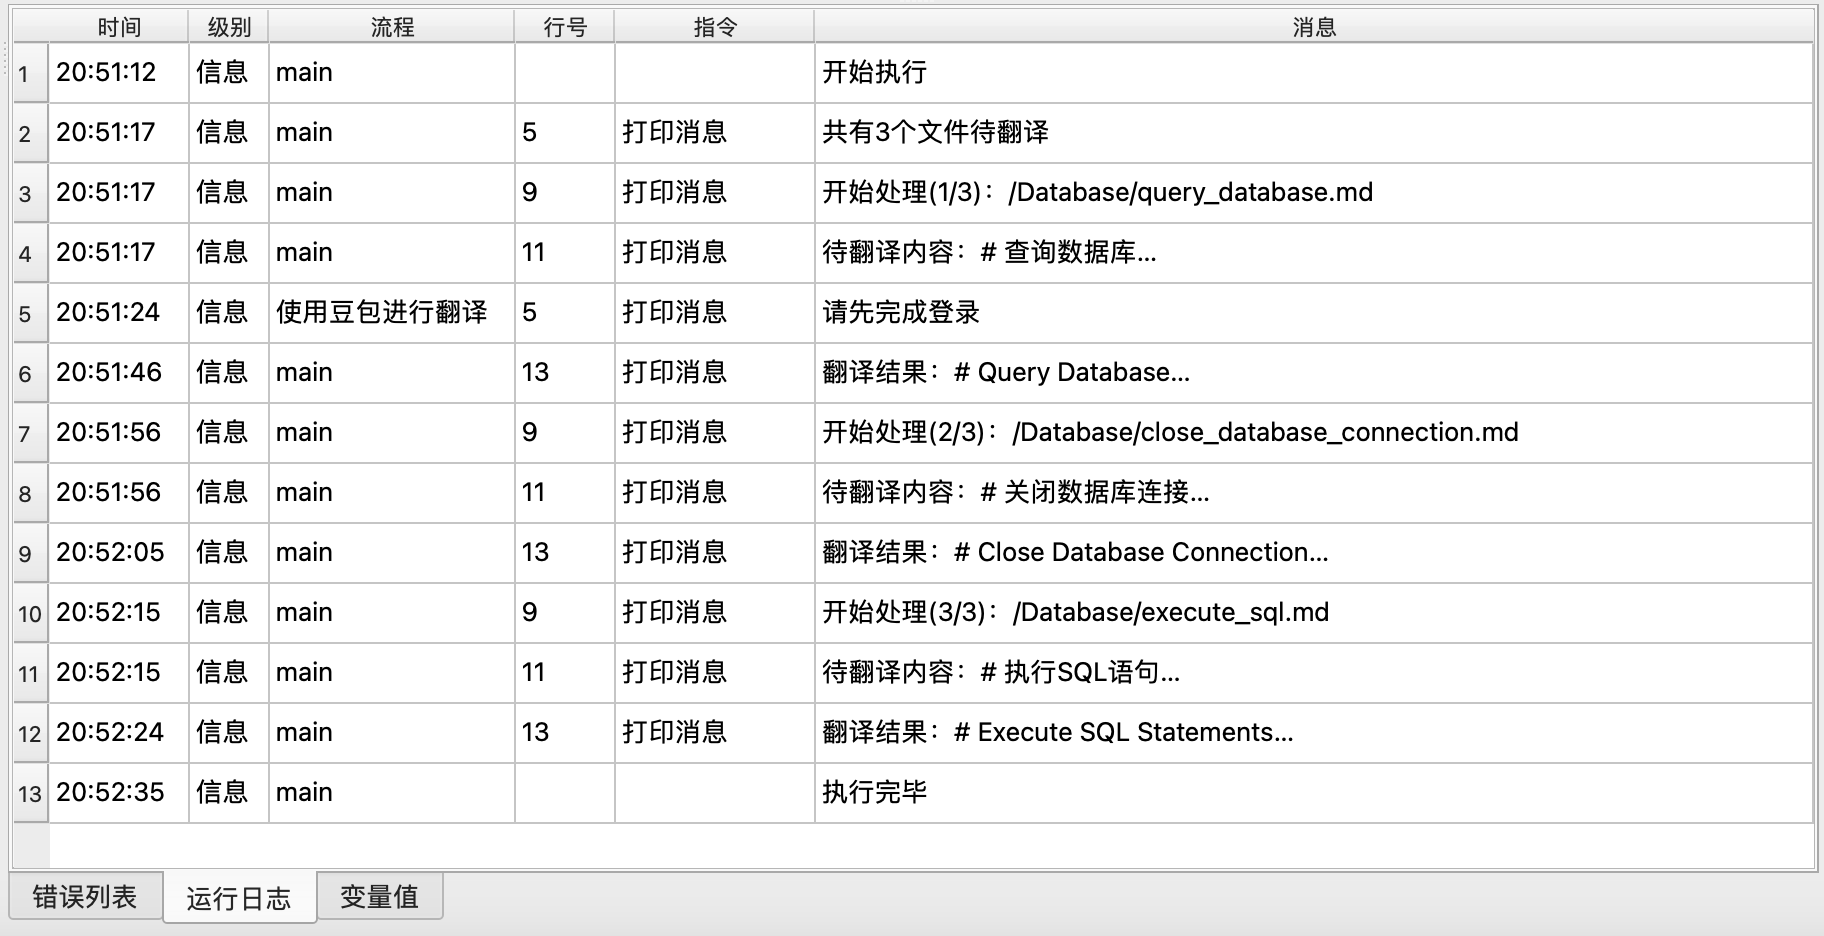 时间 级别 流程 行号 指令 消息
1 20:51:12 信息 main 开始执行
2 20:51:17 信息 main 5 打印消息 共有3个文件待翻译
3 20:51:17 信息 main 9 打印消息 开始处理(1/3)：/Database/query_database.md
4 20:51:17 信息 main 11 打印消息 待翻译内容：# 查询数据库...
5 20:51:24 信息 使用豆包进行翻译 5 打印消息 请先完成登录
6 20:51:46 信息 main 13 打印消息 翻译结果：# Query Database...
7 20:51:56 信息 main 9 打印消息 开始处理(2/3)：/Database/close_database_connection.md
8 20:51:56 信息 main 11 打印消息 待翻译内容：# 关闭数据库连接...
9 20:52:05 信息 main 13 打印消息 翻译结果：# Close Database Connection...
10 20:52:15 信息 main 9 打印消息 开始处理(3/3)：/Database/execute_sql.md
11 20:52:15 信息 main 11 打印消息 待翻译内容：# 执行SQL语句...
12 20:52:24 信息 main 13 打印消息 翻译结果：# Execute SQL Statements...
13 20:52:35 信息 main 执行完毕
错误列表 运行日志 变量值